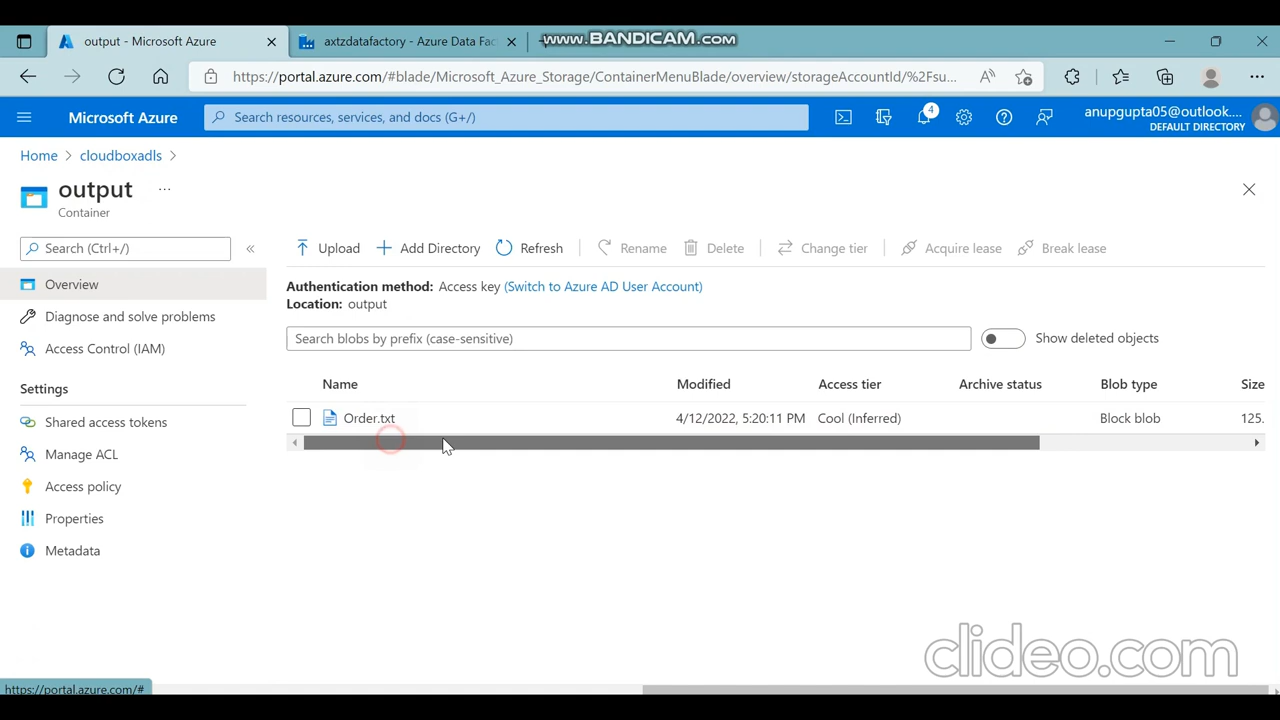 output - Microsoft Azure
axtzdatafactory - Azure Data Fac
www.BANDICAM.com
https://portal.azure.com/#blade/Microsoft_Azure_Storage/ContainerMenuBlade/overview/storageAccountId/%2Fsu...
Microsoft Azure
Search resources, services, and docs (G+/)
4
anupgupta05@outlook....
DEFAULT DIRECTORY
Home > cloudboxadls >
output ...
Container
Search (Ctrl+/)
«
Upload
Add Directory
Refresh
Rename
Delete
Change tier
Acquire lease
Break lease
Overview
Diagnose and solve problems
Access Control (IAM)
Settings
Shared access tokens
Manage ACL
Access policy
Properties
Metadata
Authentication method: Access key (Switch to Azure AD User Account)
Location: output
Search blobs by prefix (case-sensitive)
Show deleted objects
Name Modified Access tier Archive status Blob type Size
Order.txt 4/12/2022, 5:20:11 PM Cool (Inferred) Block blob 125.
clideo.com
https://portal.azure.com/#